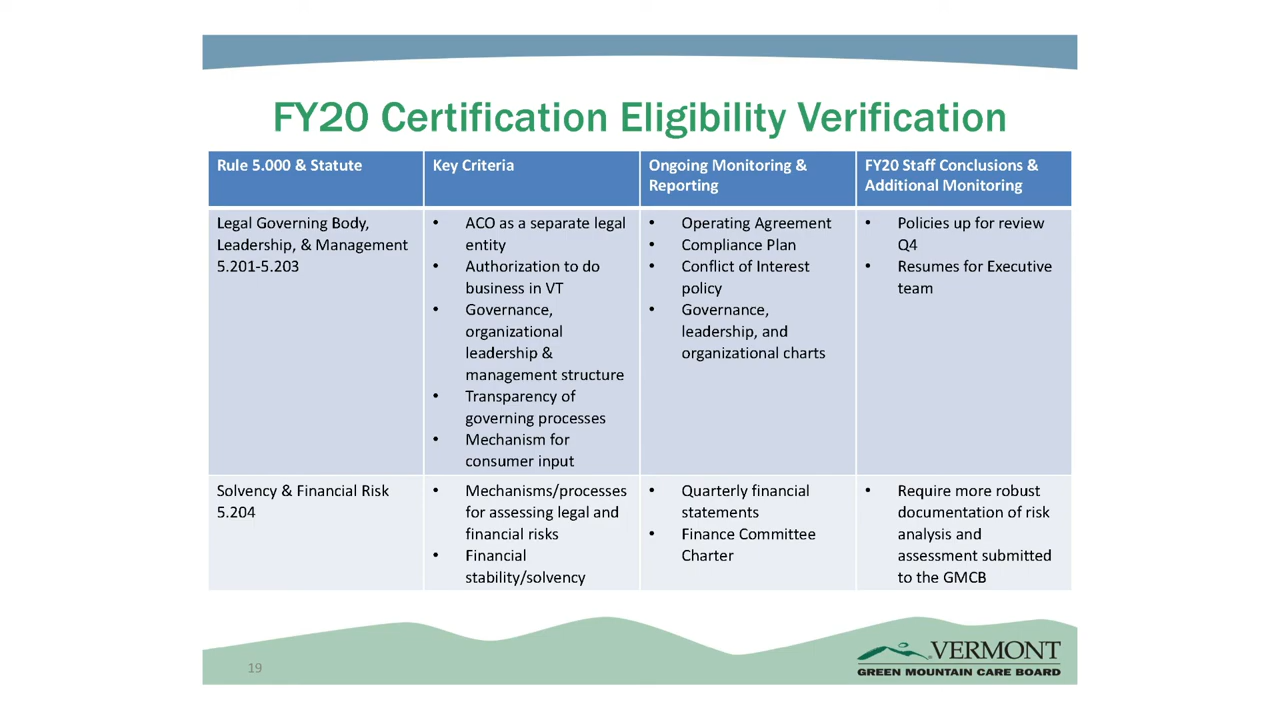 FY20 Certification Eligibility Verification
Rule 5.000 & Statute
Key Criteria
Ongoing Monitoring &
Reporting
FY20 Staff Conclusions &
Additional Monitoring
Legal Governing Body,
Leadership, & Management
5.201-5.203
• ACO as a separate legal
entity
• Authorization to do
business in VT
• Governance,
organizational
leadership &
management structure
• Transparency of
governing processes
• Mechanism for
consumer input
• Operating Agreement
• Compliance Plan
• Conflict of Interest
policy
• Governance,
leadership, and
organizational charts
• Policies up for review
Q4
• Resumes for Executive
team
Solvency & Financial Risk
5.204
• Mechanisms/processes
for assessing legal and
financial risks
• Financial
stability/solvency
• Quarterly financial
statements
• Finance Committee
Charter
• Require more robust
documentation of risk
analysis and
assessment submitted
to the GMCB
19
VERMONT
GREEN MOUNTAIN CARE BOARD